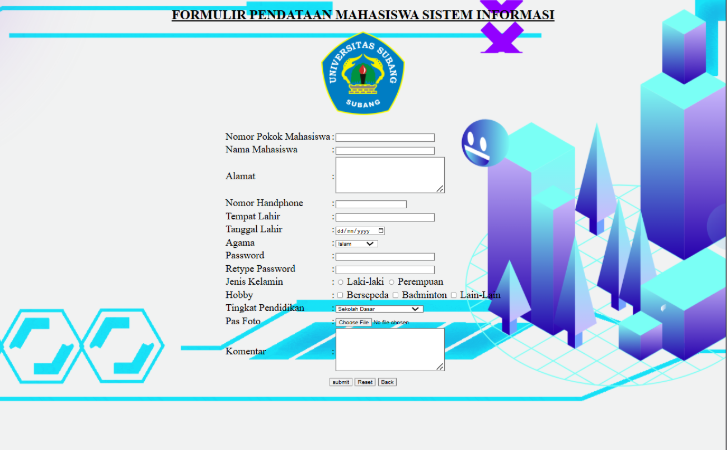 FORMULIR PENDATAAN MAHASISWA SISTEM INFORMASI
UNIVERSITAS SUBANG
SUBANG
Nomor Pokok Mahasiswa :
Nama Mahasiswa :
Alamat :
Nomor Handphone :
Tempat Lahir :
Tanggal Lahir : dd/mm/yyyy
Agama : Islam
Password :
Retype Password :
Jenis Kelamin : Laki-laki Perempuan
Hobby : Bersepeda Badminton Lain-Lain
Tingkat Pendidikan : Sekolah Dasar
Pas Foto : Choose File No file chosen
Komentar :
submit Reset Back